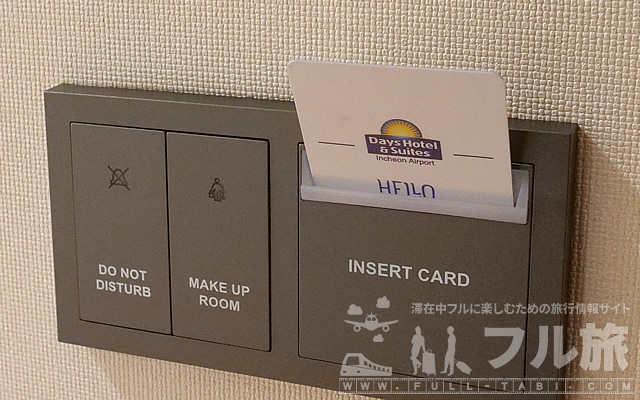 Days Hotel
& Suites
Incheon Airport
HELLO
DO NOT
DISTURB
MAKE UP
ROOM
INSERT CARD
滞在中フルに楽しむための旅行情報サイト
フル旅
WWW.FULL-TABI.COM